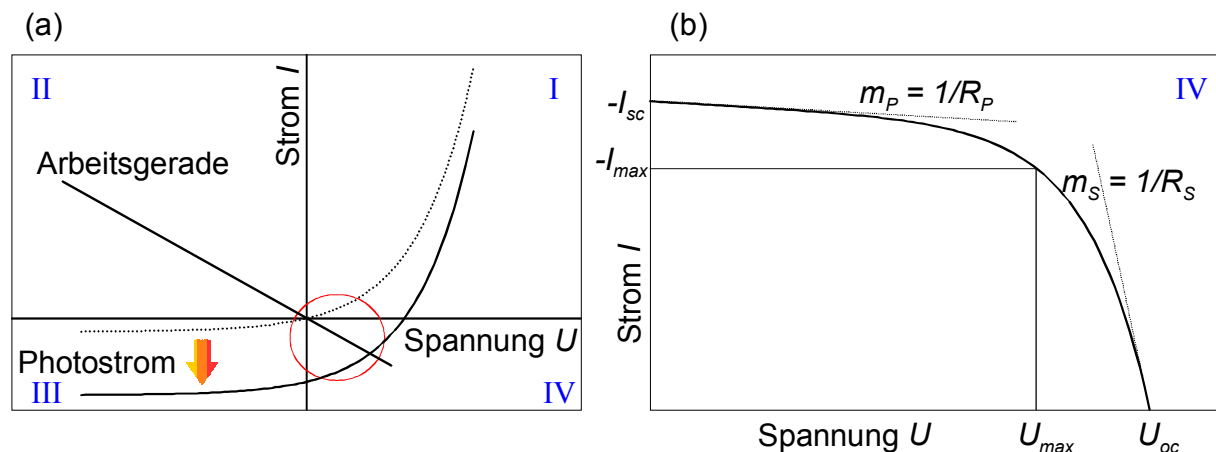 (a)
II
I
Strom I
Arbeitsgerade
Spannung U
Photostrom
III
IV
(b)
IV
m_P = 1/R_P
-I_sc
-I_max
m_S = 1/R_S
Strom I
Spannung U
U_max
U_oc